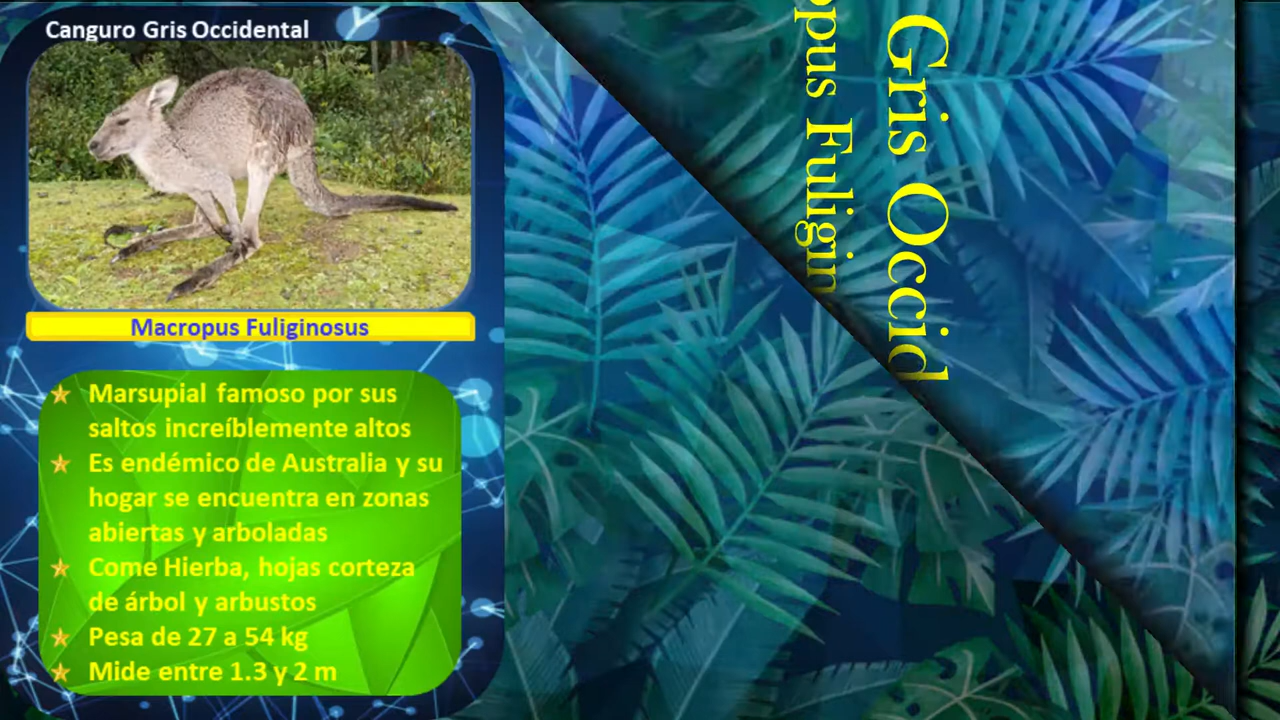 Canguro Gris Occidental
Macropus Fuliginosus
Marsupial famoso por sus
saltos increíblemente altos
Es endémico de Australia y su
hogar se encuentra en zonas
abiertas y arboladas
Come Hierba, hojas corteza
de árbol y arbustos
Pesa de 27 a 54 kg
Mide entre 1.3 y 2 m
Gris Occid
opus Fuligin